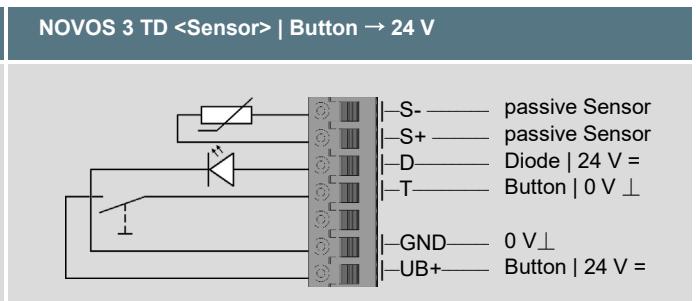 NOVOS 3 TD <Sensor> | Button → 24 V
S- passive Sensor
S+ passive Sensor
D Diode | 24 V =
T Button | 0 V ⊥
GND 0 V⊥
UB+ Button | 24 V =